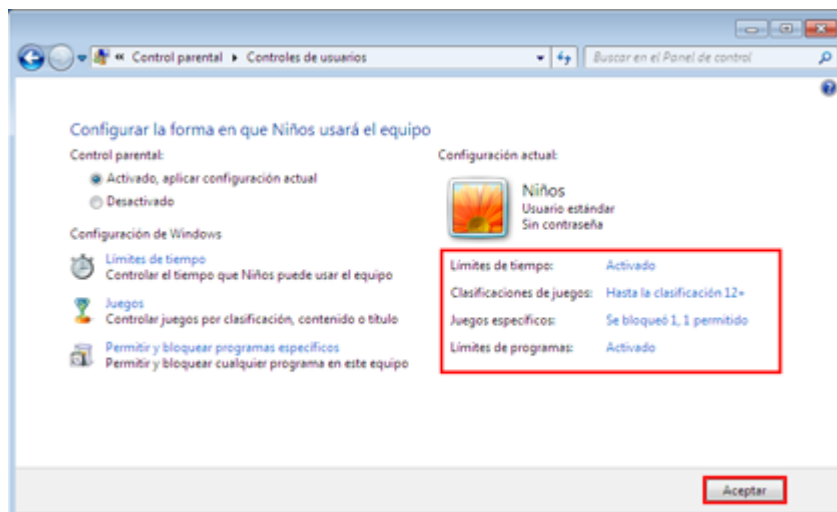 « Control parental ▸ Controles de usuarios
Buscar en el Panel de control
Configurar la forma en que Niños usará el equipo
Control parental:
Activado, aplicar configuración actual
Desactivado
Configuración de Windows
Límites de tiempo
Controlar el tiempo que Niños puede usar el equipo
Juegos
Controlar juegos por clasificación, contenido o título
Permitir y bloquear programas específicos
Permitir y bloquear cualquier programa en este equipo
Configuración actual:
Niños
Usuario estándar
Sin contraseña
Límites de tiempo: Activado
Clasificaciones de juegos: Hasta la clasificación 12+
Juegos específicos: Se bloqueó 1, 1 permitido
Límites de programas: Activado
Aceptar